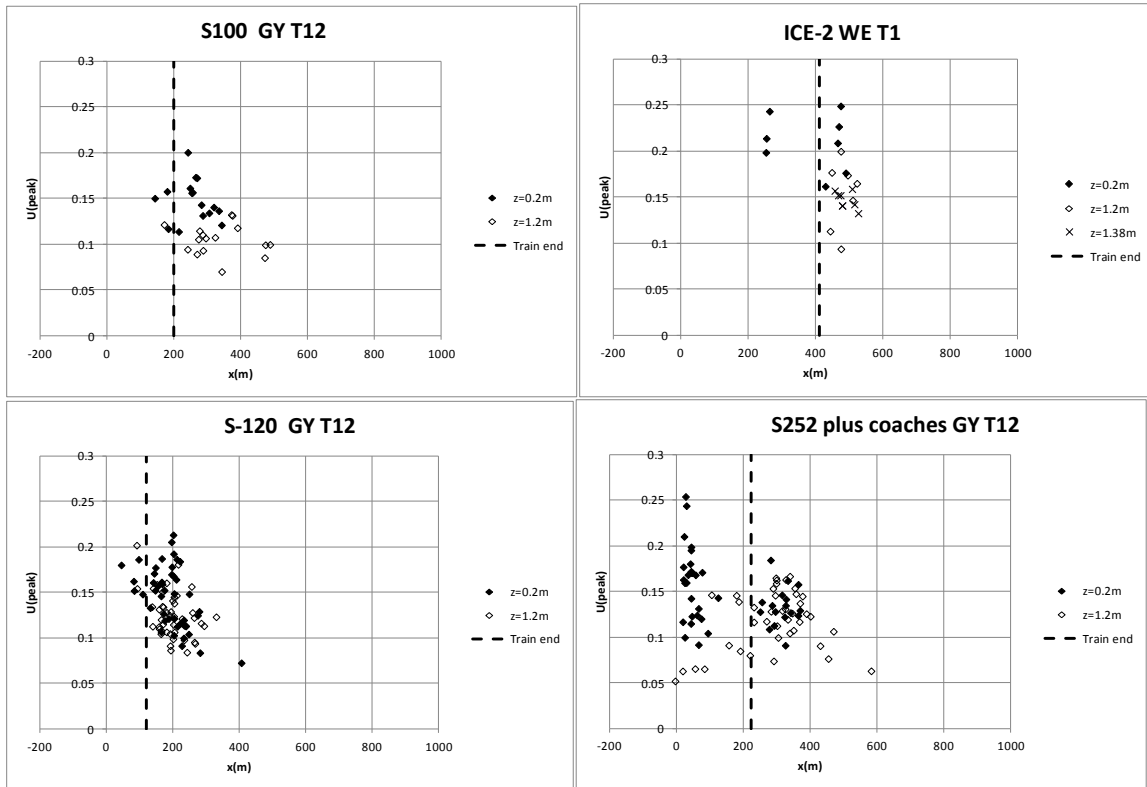 S100 GY T12
0.3
0.25
0.2
0.15
0.1
0.05
0
U(peak)
-200 0 200 400 600 800 1000
x(m)
z=0.2m
z=1.2m
Train end
ICE-2 WE T1
0.3
0.25
0.2
0.15
0.1
0.05
0
U(peak)
-200 0 200 400 600 800 1000
x(m)
z=0.2m
z=1.2m
z=1.38m
Train end
S-120 GY T12
0.3
0.25
0.2
0.15
0.1
0.05
0
U(peak)
-200 0 200 400 600 800 1000
x(m)
z=0.2m
z=1.2m
Train end
S252 plus coaches GY T12
0.3
0.25
0.2
0.15
0.1
0.05
0
U(peak)
-200 0 200 400 600 800 1000
x(m)
z=0.2m
z=1.2m
Train end